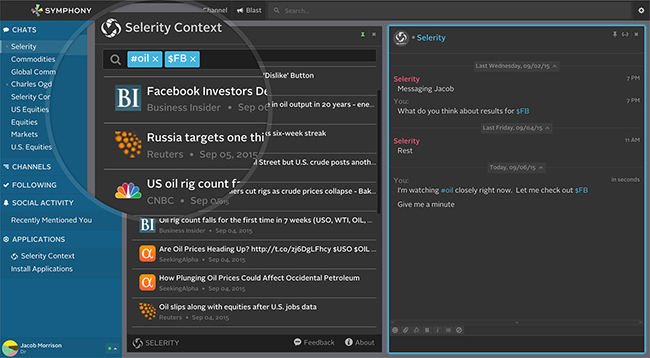 SYMPHONY
Channel
Blast
Search...
CHATS
Selerity
Commodities
Global Comm
Charles Ogd
Selerity Cor
US Equities
Equities
Markets
U.S. Equities
CHANNELS
FOLLOWING
SOCIAL ACTIVITY
Recently Mentioned You
APPLICATIONS
Selerity Context
Install Applications
Jacob Morrison
Dr
Selerity Context
#oil × $FB ×
'Dislike' Button
Facebook Investors Do
Business Insider • Sep 06
e in oil output in 20 years - ene...
ks six-week streak
Russia targets one thi
Reuters • Sep 05, 2015
l Street but U.S. crude posts anoth...
US oil rig count f
ers cut rigs as crude prices collapse - Bak...
CNBC • Sep
Oil rig count falls for the first time in 7 weeks (USO, WTI, OIL, ...
Business Insider • Sep 04, 2015
Are Oil Prices Heading Up? http://t.co/zj6DgLFhcy $USO $OIL ...
SeekingAlpha • Sep 04, 2015
How Plunging Oil Prices Could Affect Occidental Petroleum
SeekingAlpha • Sep 04, 2015
Oil slips along with equities after U.S. jobs data
Reuters • Sep 04, 2015
SELERITY
Feedback
About
Selerity
Last Wednesday, 09/02/15
Selerity 7 PM
Messaging Jacob
You: 7 PM
What do you think about results for $FB
Last Friday, 09/04/15
Selerity 11 AM
Rest
Today, 09/06/15
You: in seconds
I'm watching #oil closely right now. Let me check out $FB
Give me a minute